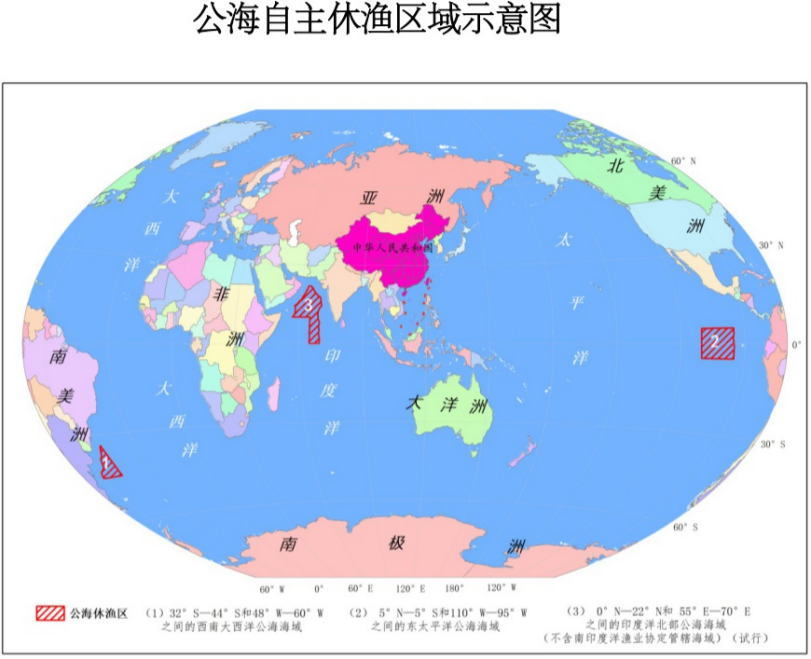 公海自主休渔区域示意图
60° N
北
美
洲
亚 洲
大
西
洋
中华人民共和国
太
平
洋
30° N
非
洲
3
2
0°
南
美
洲
印
度
洋
大
西
洋
大 洋 洲
1
30° S
60° S
南 极 洲
60° W 0° 60° E 120° E 180° 120° W
公海休渔区
(1) 32° S—44° S和48° W—60° W
之间的西南大西洋公海海域
(2) 5° N—5° S和110° W—95° W
之间的东太平洋公海海域
(3) 0° N—22° N和 55° E—70° E
之间的印度洋北部公海海域
(不含南印度洋渔业协定管辖海域) (试行)